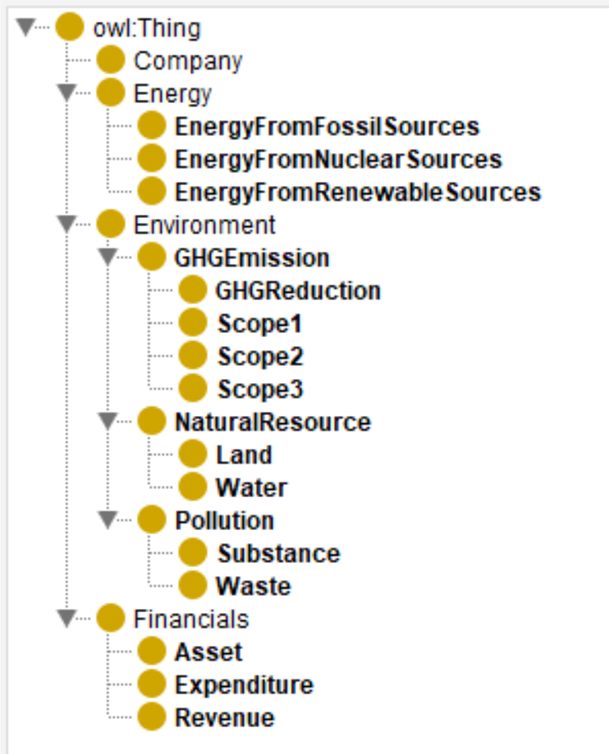 owl:Thing
Company
Energy
EnergyFromFossilSources
EnergyFromNuclearSources
EnergyFromRenewableSources
Environment
GHGEmission
GHGReduction
Scope1
Scope2
Scope3
NaturalResource
Land
Water
Pollution
Substance
Waste
Financials
Asset
Expenditure
Revenue